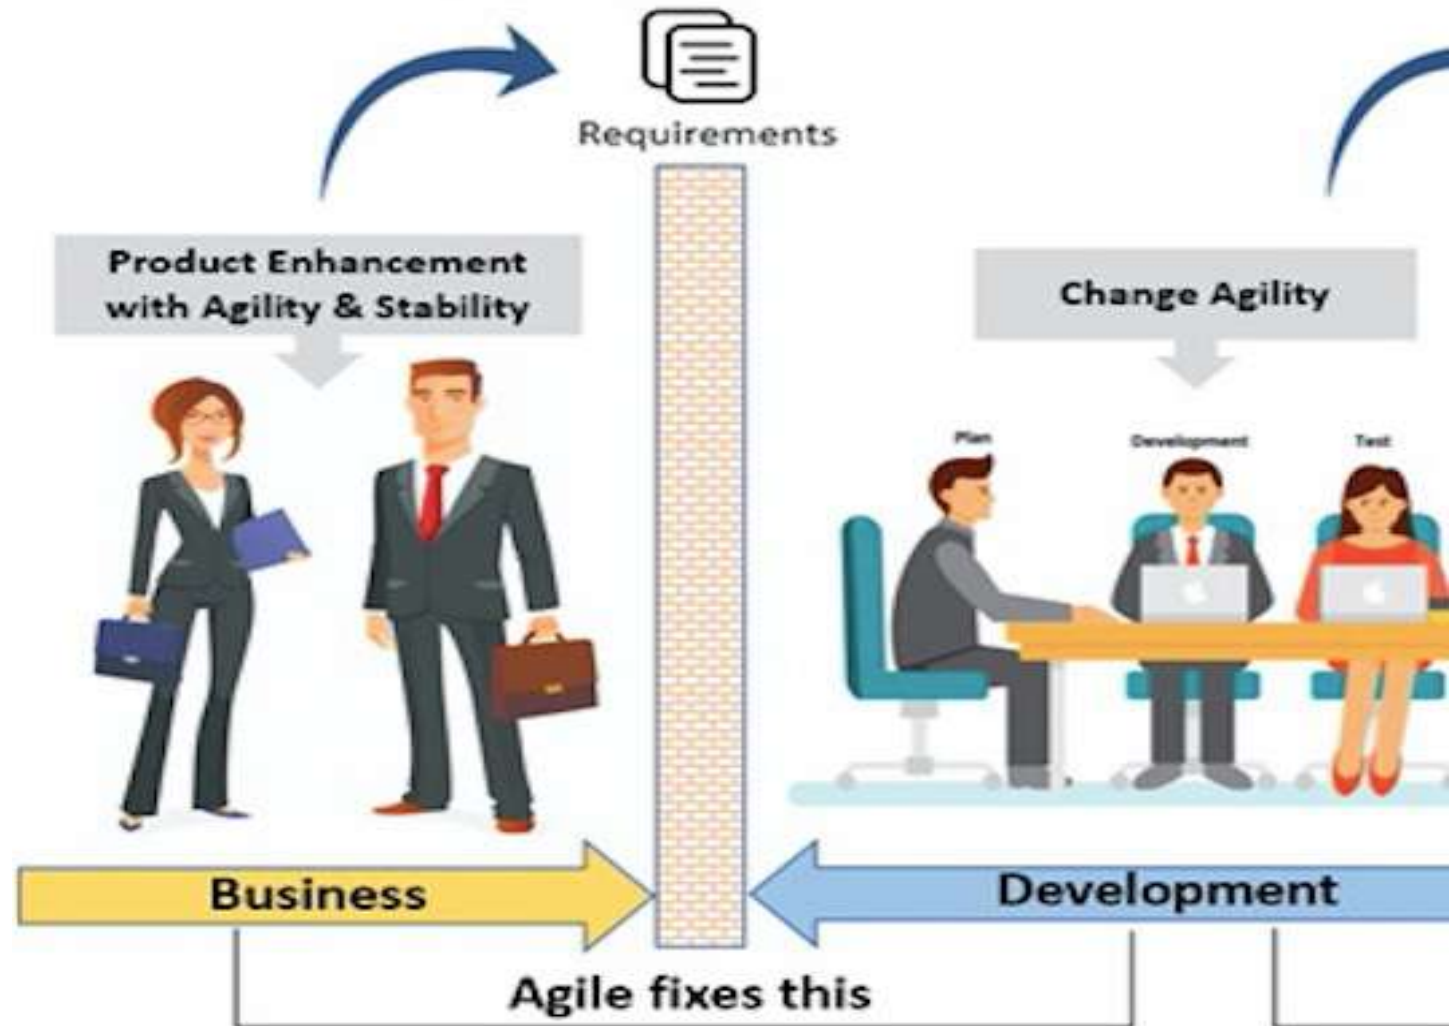 Requirements
Product Enhancement
with Agility & Stability
Change Agility
Plan
Development
Test
Business
Development
Agile fixes this